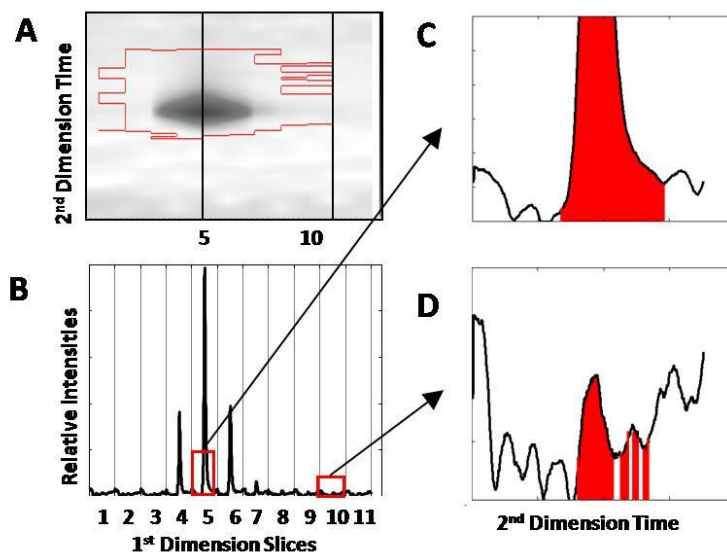 A
2nd Dimension Time
5 10
B
Relative Intensities
1 2 3 4 5 6 7 8 9 10 11
1st Dimension Slices
C
D
2nd Dimension Time